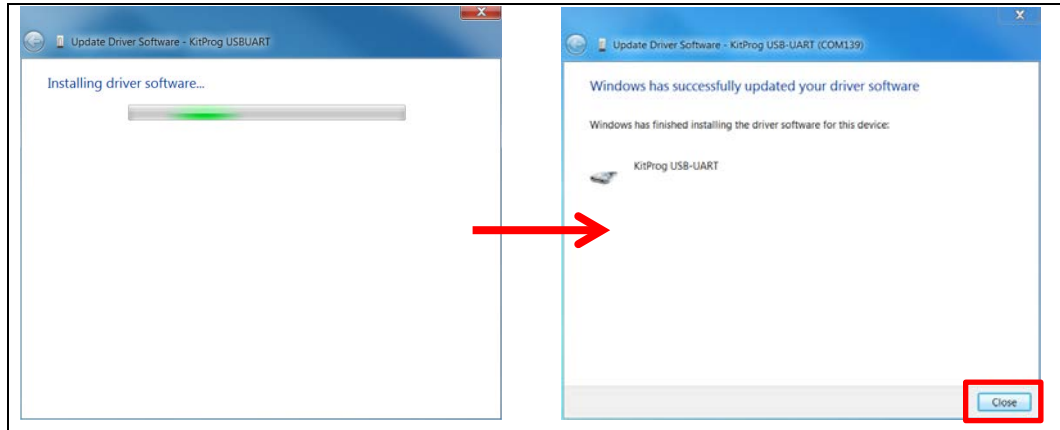 Update Driver Software - KitProg USBUART
Installing driver software...
Update Driver Software - KitProg USB-UART (COM139)
Windows has successfully updated your driver software
Windows has finished installing the driver software for this device:
KitProg USB-UART
Close